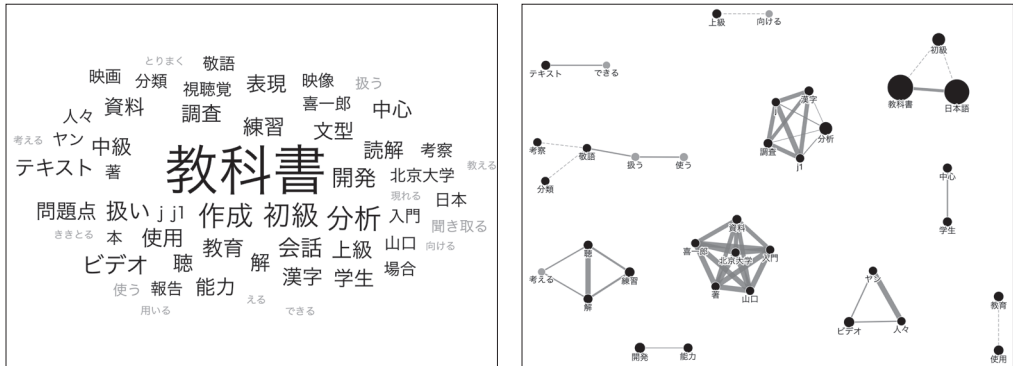 とりまく 敬語
映画 分類 視聴覚 表現 映像 扱う
人々 資料 調査 練習 喜一郎 中心
考える ヤン 中級 文型 読解 考察
テキスト 著 教科書 開発 北京大学 教える
問題点 扱い j j1 作成 初級 分析 現れる 日本
ききとる 本 使用 入門 聞き取る
ビデオ 聴 教育 解 会話 上級 山口 向ける
使う 報告 能力 漢字 学生 場合
用いる える できる
上級 向ける
テキスト できる
初級
教科書 日本語
漢字
j
分析
調査
j1
考察 敬語 扱う 使う
分類
中心
学生
聴
考える 練習
解
資料
喜一郎 北京大学 入門
著 山口
ヤン
ビデオ 人々
教育
使用
開発 能力